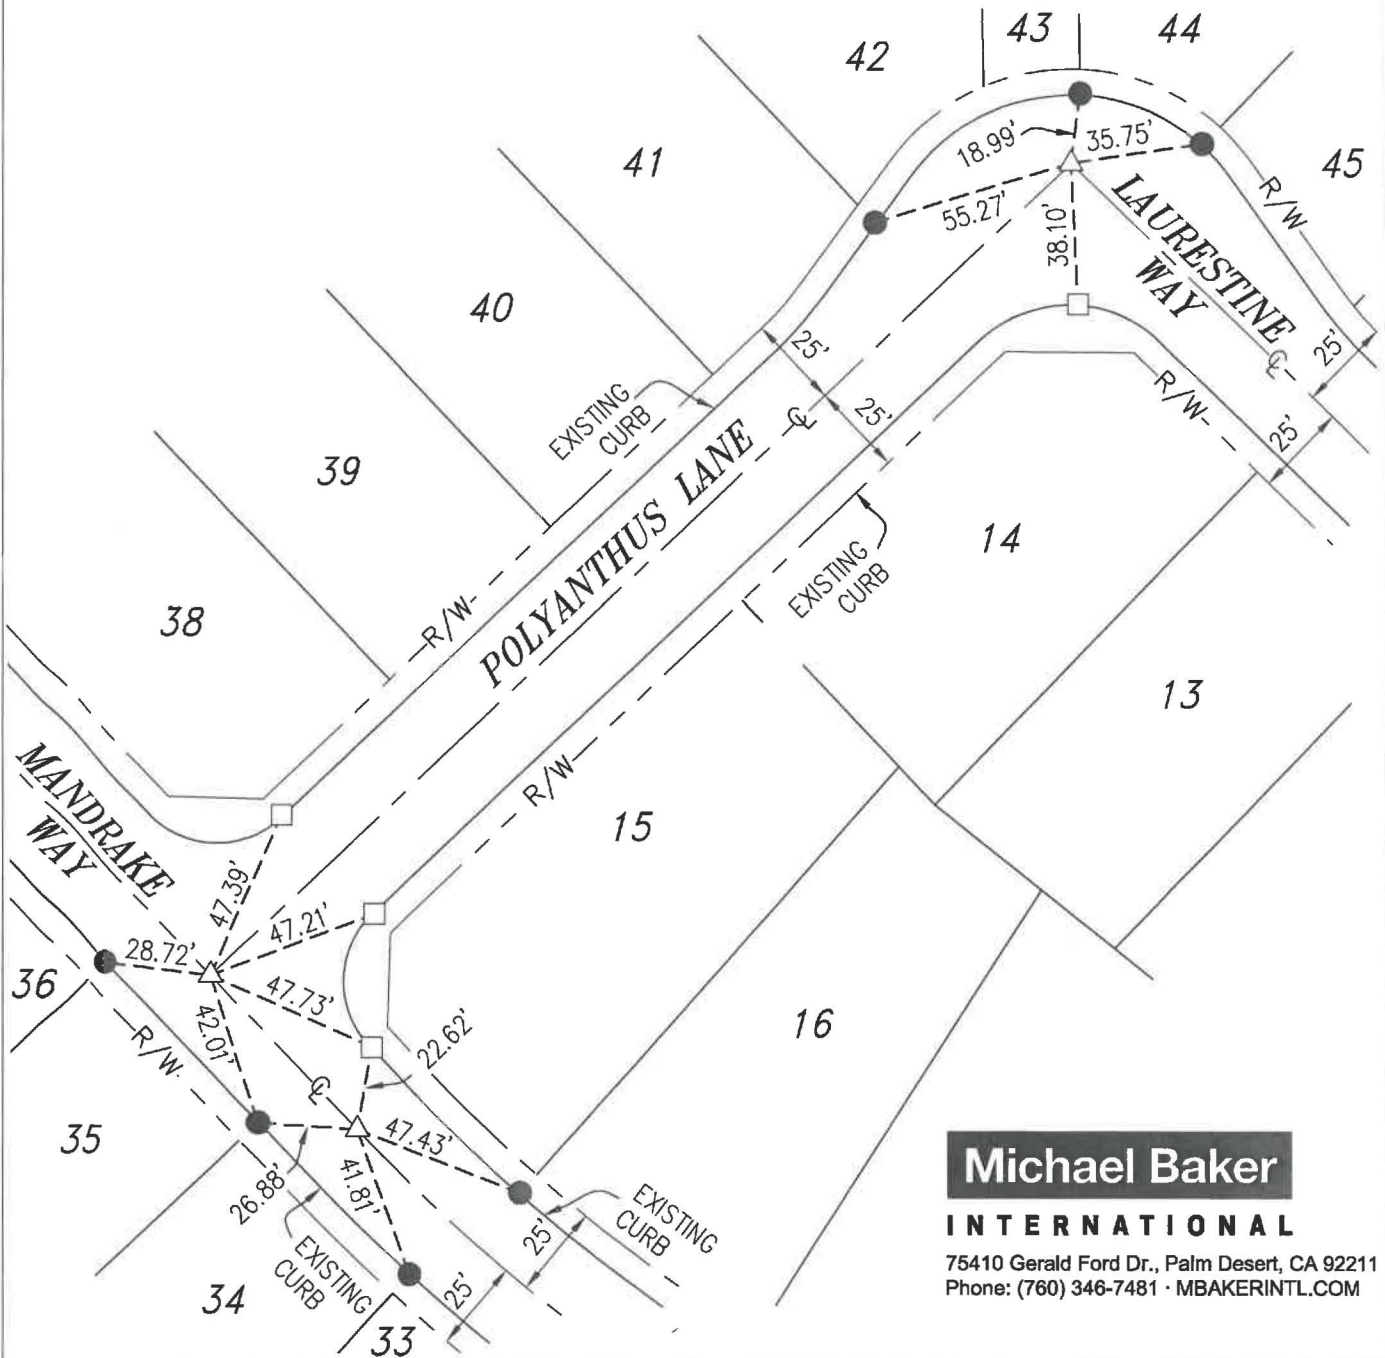 43
44
42
41
45
18.99'
35.75'
55.27'
38.10'
R/W
LAURESTINE
WAY
40
25'
25'
℄
25'
25'
R/W
EXISTING
CURB
℄
39
POLYANTHUS LANE
14
EXISTING
CURB
38
R/W
13
MANDRAKE
WAY
R/W
15
47.39'
47.21'
28.72'
36
47.73'
42.01'
22.62'
16
R/W
℄
35
47.43'
41.81'
26.88'
EXISTING
CURB
25'
EXISTING
CURB
34
25'
33
Michael Baker
INTERNATIONAL
75410 Gerald Ford Dr., Palm Desert, CA 92211
Phone: (760) 346-7481 · MBAKERINTL.COM